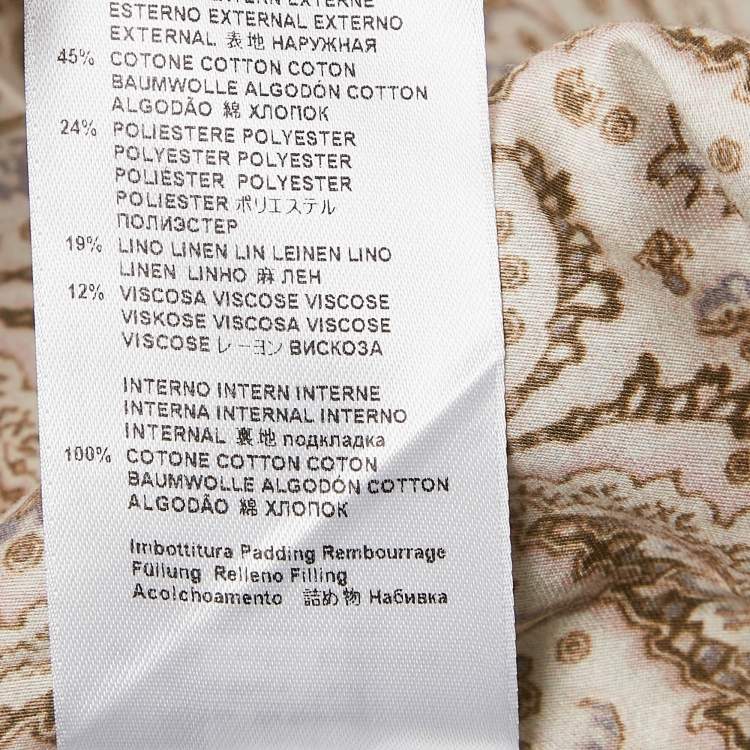 ESTERNO EXTERNAL EXTERNO
EXTERNAL 表地 НАРУЖНАЯ
45% COTONE COTTON COTON
BAUMWOLLE ALGODÓN COTTON
ALGODÃO 綿 ХЛОПОК
24% POLIESTERE POLYESTER
POLYESTER POLYESTER
POLIÉSTER POLYESTER
POLIESTER ポリエステル
ПОЛИЭСТЕР
19% LINO LINEN LIN LEINEN LINO
LINEN LINHO 麻 ЛЕН
12% VISCOSA VISCOSE VISCOSE
VISKOSE VISCOSA VISCOSE
VISCOSE レーヨン ВИСКОЗА
INTERNO INTERN INTERNE
INTERNA INTERNAL INTERNO
INTERNAL 裏地 подкладка
100% COTONE COTTON COTON
BAUMWOLLE ALGODÓN COTTON
ALGODÃO 綿 ХЛОПОК
Imbottitura Padding Rembourrage
Füllung Relleno Filling
Acolchoamento 詰め物 Набивка